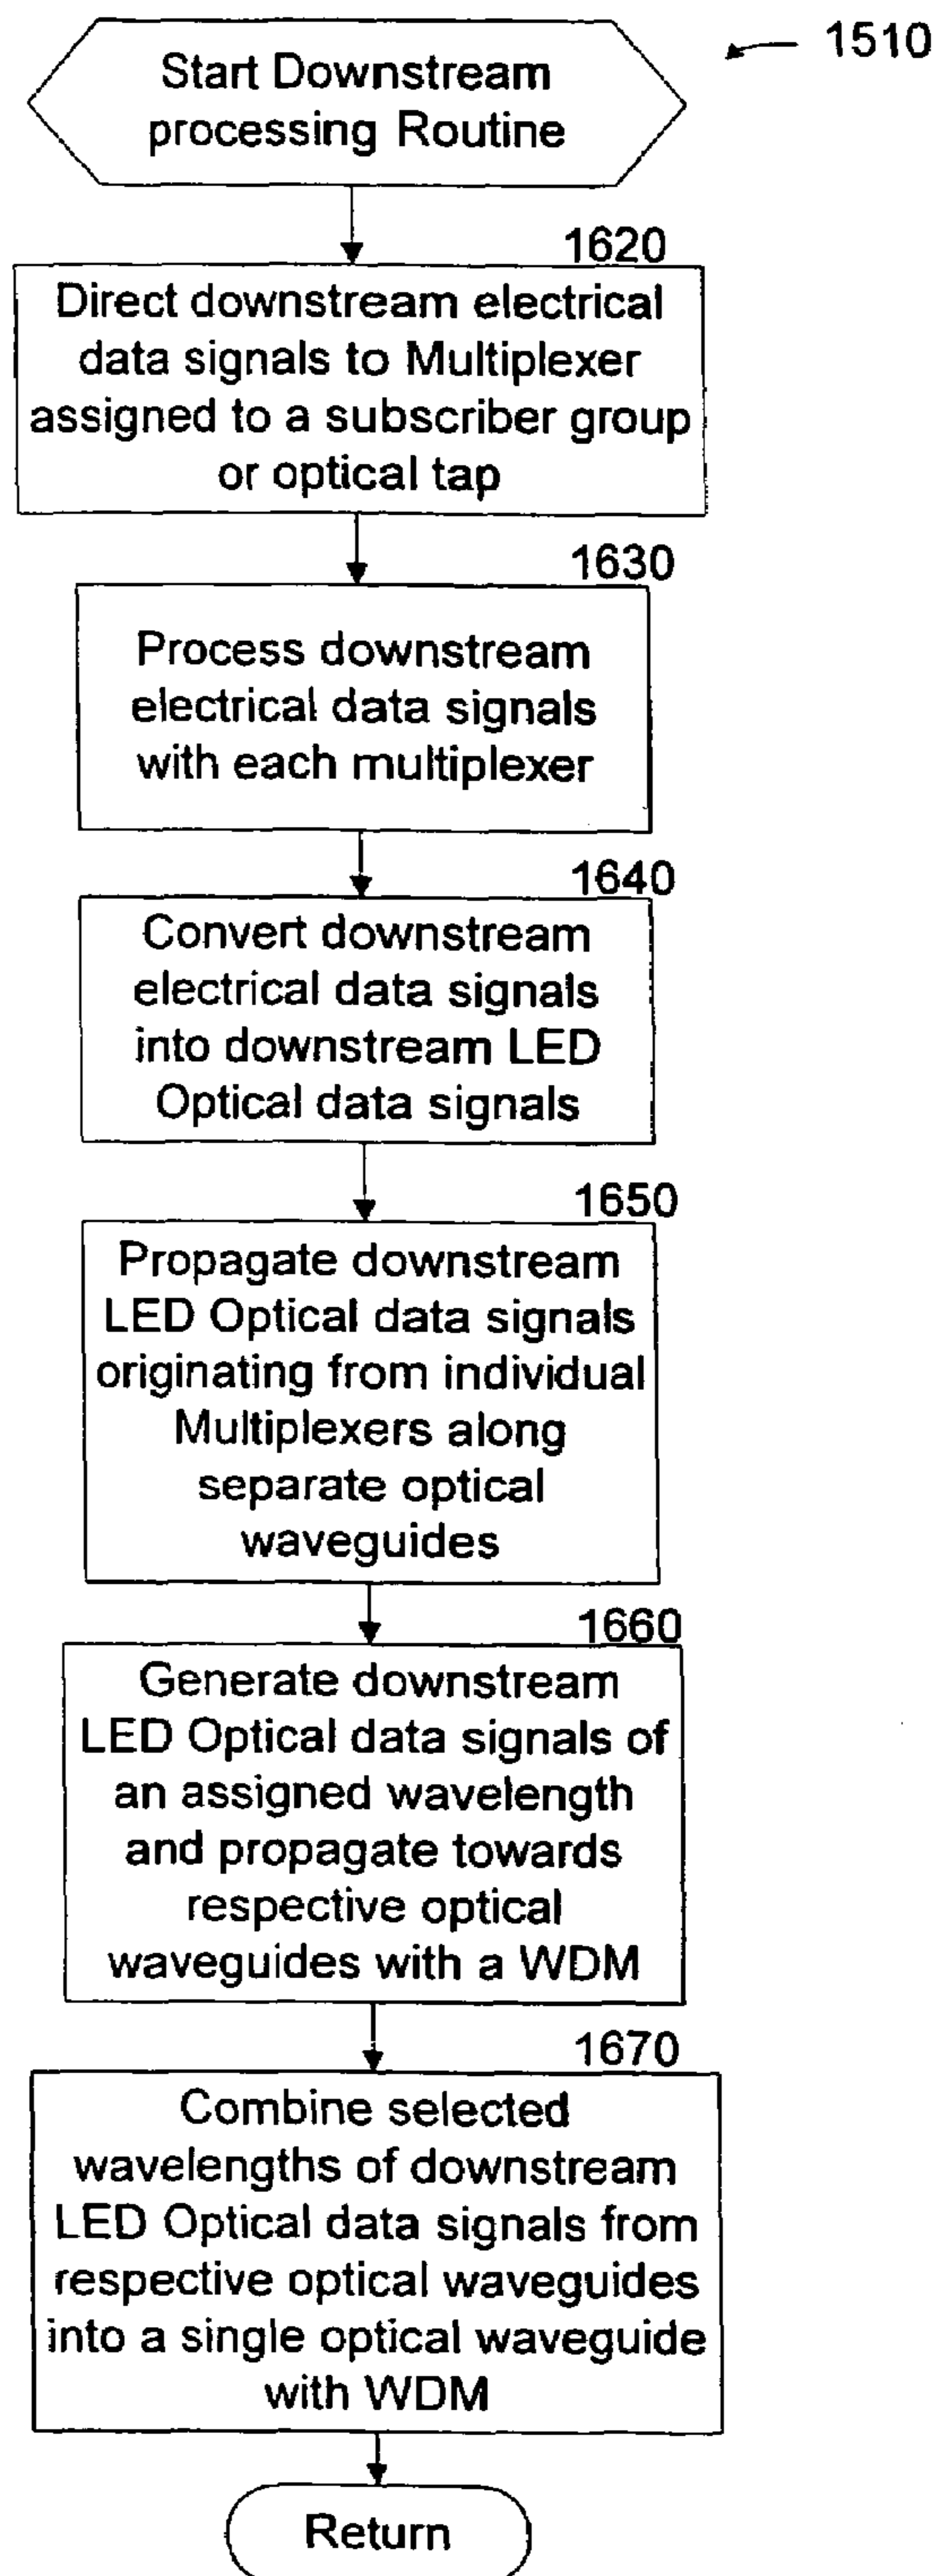 1510
Start Downstream
processing Routine
1620
Direct downstream electrical
data signals to Multiplexer
assigned to a subscriber group
or optical tap
1630
Process downstream
electrical data signals
with each multiplexer
1640
Convert downstream
electrical data signals
into downstream LED
Optical data signals
1650
Propagate downstream
LED Optical data signals
originating from individual
Multiplexers along
separate optical
waveguides
1660
Generate downstream
LED Optical data signals of
an assigned wavelength
and propagate towards
respective optical
waveguides with a WDM
1670
Combine selected
wavelengths of downstream
LED Optical data signals from
respective optical waveguides
into a single optical waveguide
with WDM
Return